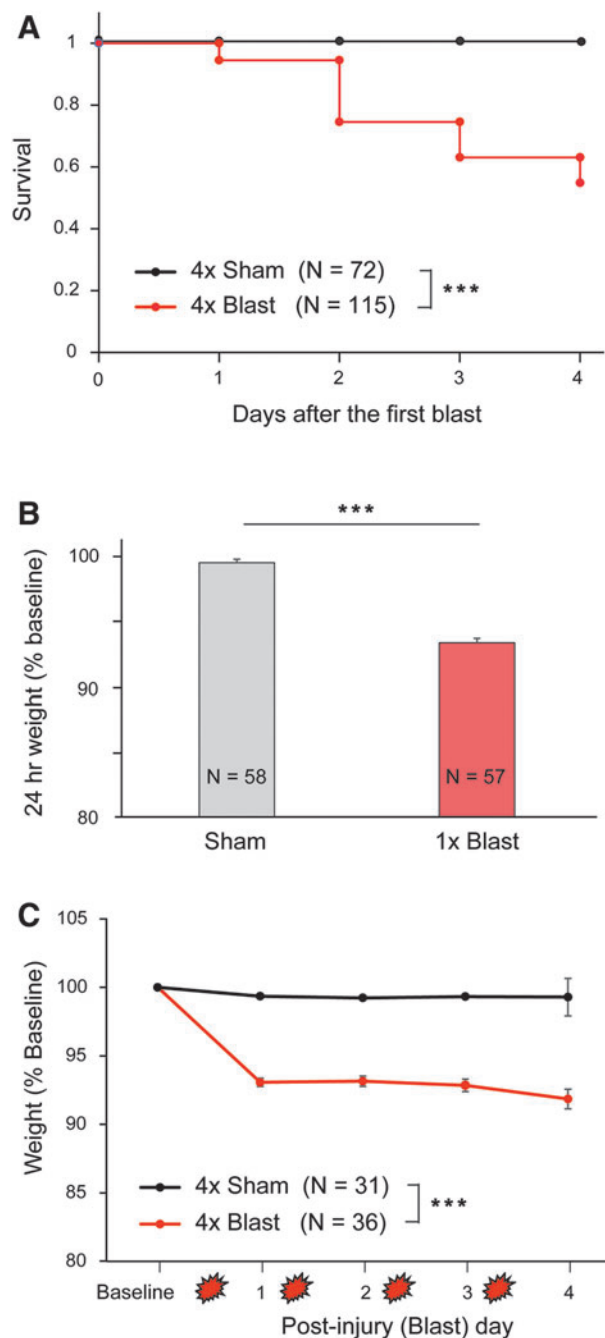 A
Survival
1
0.8
0.6
0.4
0.2
0
4x Sham (N = 72)
4x Blast (N = 115)
***
0 1 2 3 4
Days after the first blast
B
***
24 hr weight (% baseline)
100
90
80
N = 58
N = 57
Sham 1x Blast
C
Weight (% Baseline)
105
100
95
90
85
80
4x Sham (N = 31)
4x Blast (N = 36)
***
Baseline 1 2 3 4
Post-injury (Blast) day